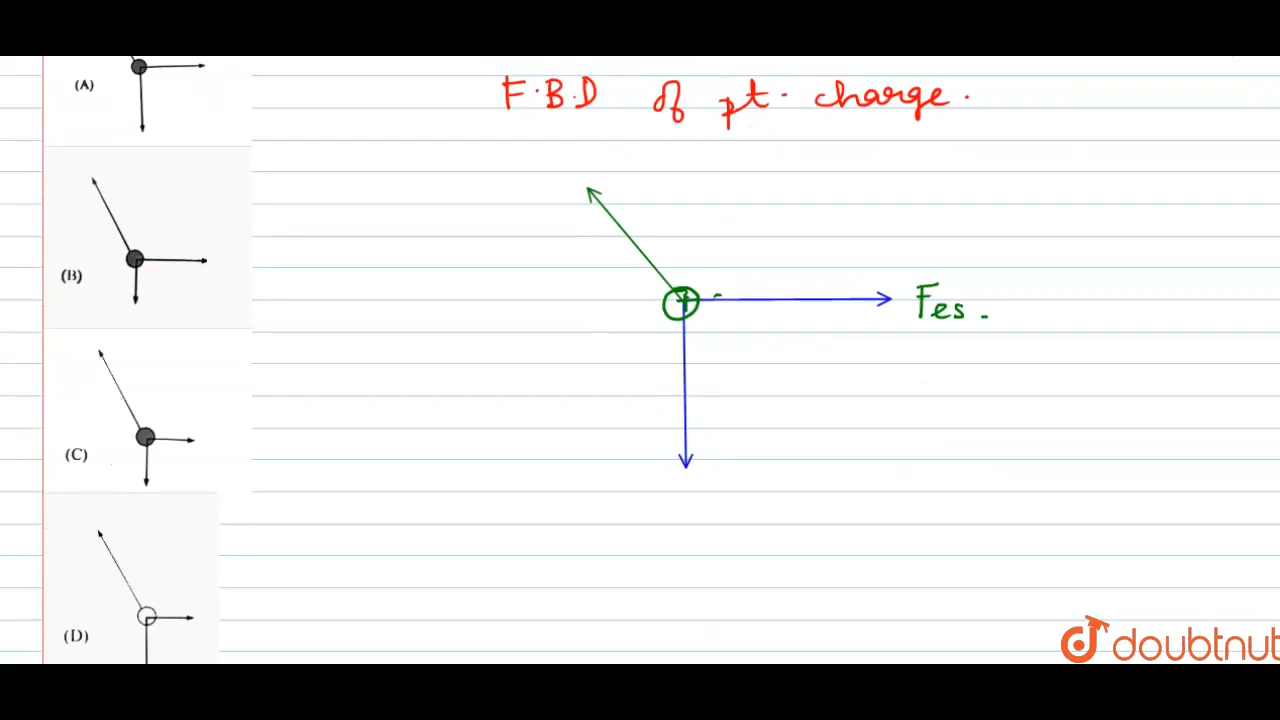 (A)
F.B.D of pt. charge.
(B)
+
Fes.
(C)
(D)
doubtnut